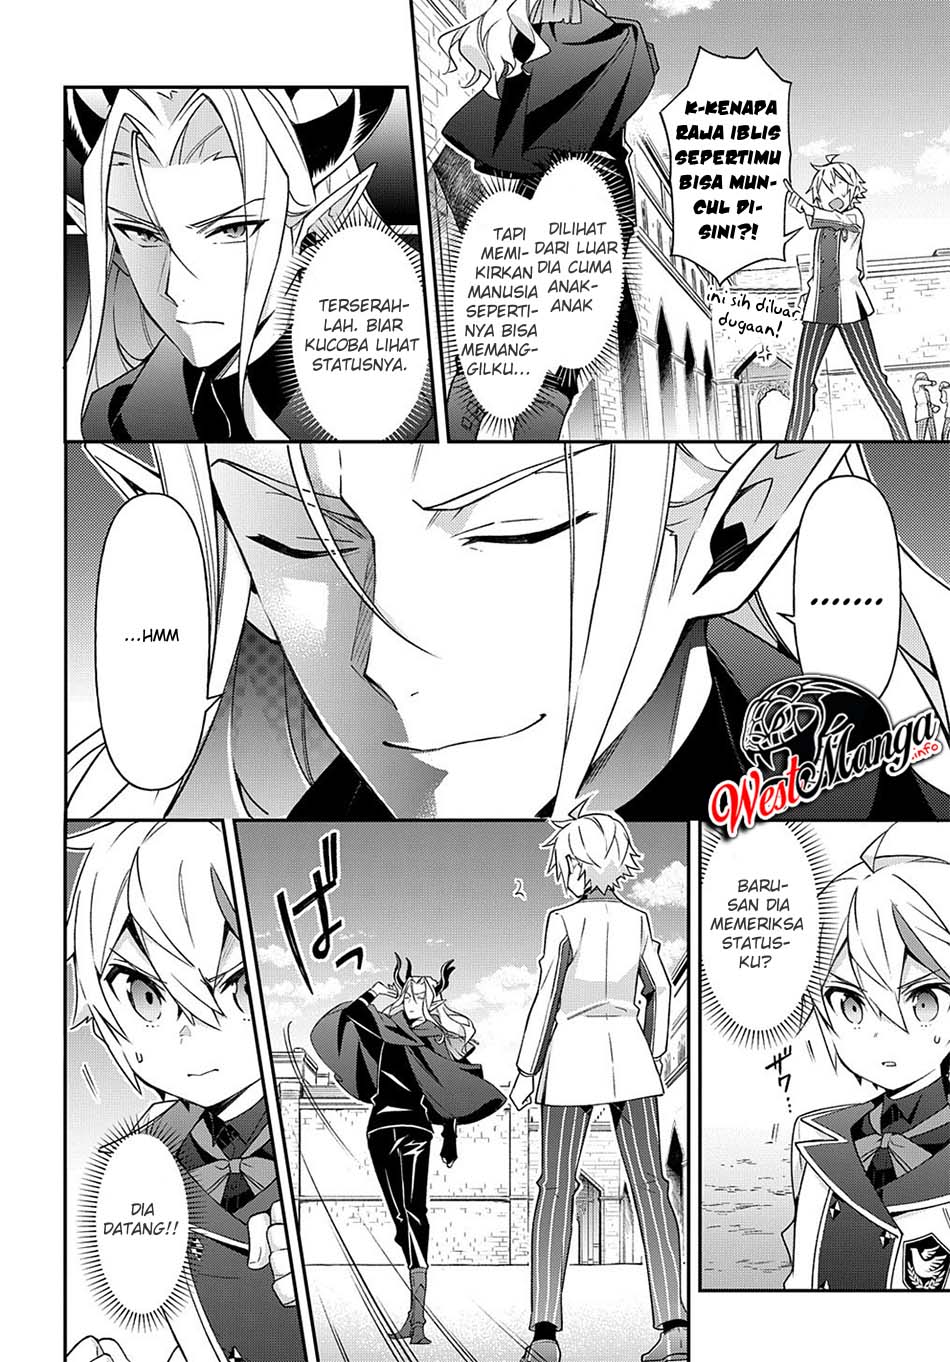 K-KENAPA
RAJA IBLIS
SEPERTIMU
BISA MUN-
CUL DI-
SINI?!
ini sih diluar
dugaan!
DILIHAT
DARI LUAR
DIA CUMA
ANAK-
ANAK
TAPI
MEMI-
KIRKAN
MANUSIA
SEPERTI-
NYA BISA
MEMANG-
GILKU...
TERSERAH-
LAH. BIAR
KUCOBA LIHAT
STATUSNYA.
........
...HMM
WestManga
.info
BARU-
SAN DIA
MEMERIKSA
STATUS-
KU?
ザワ...
ばっ
DIA
DATANG!!